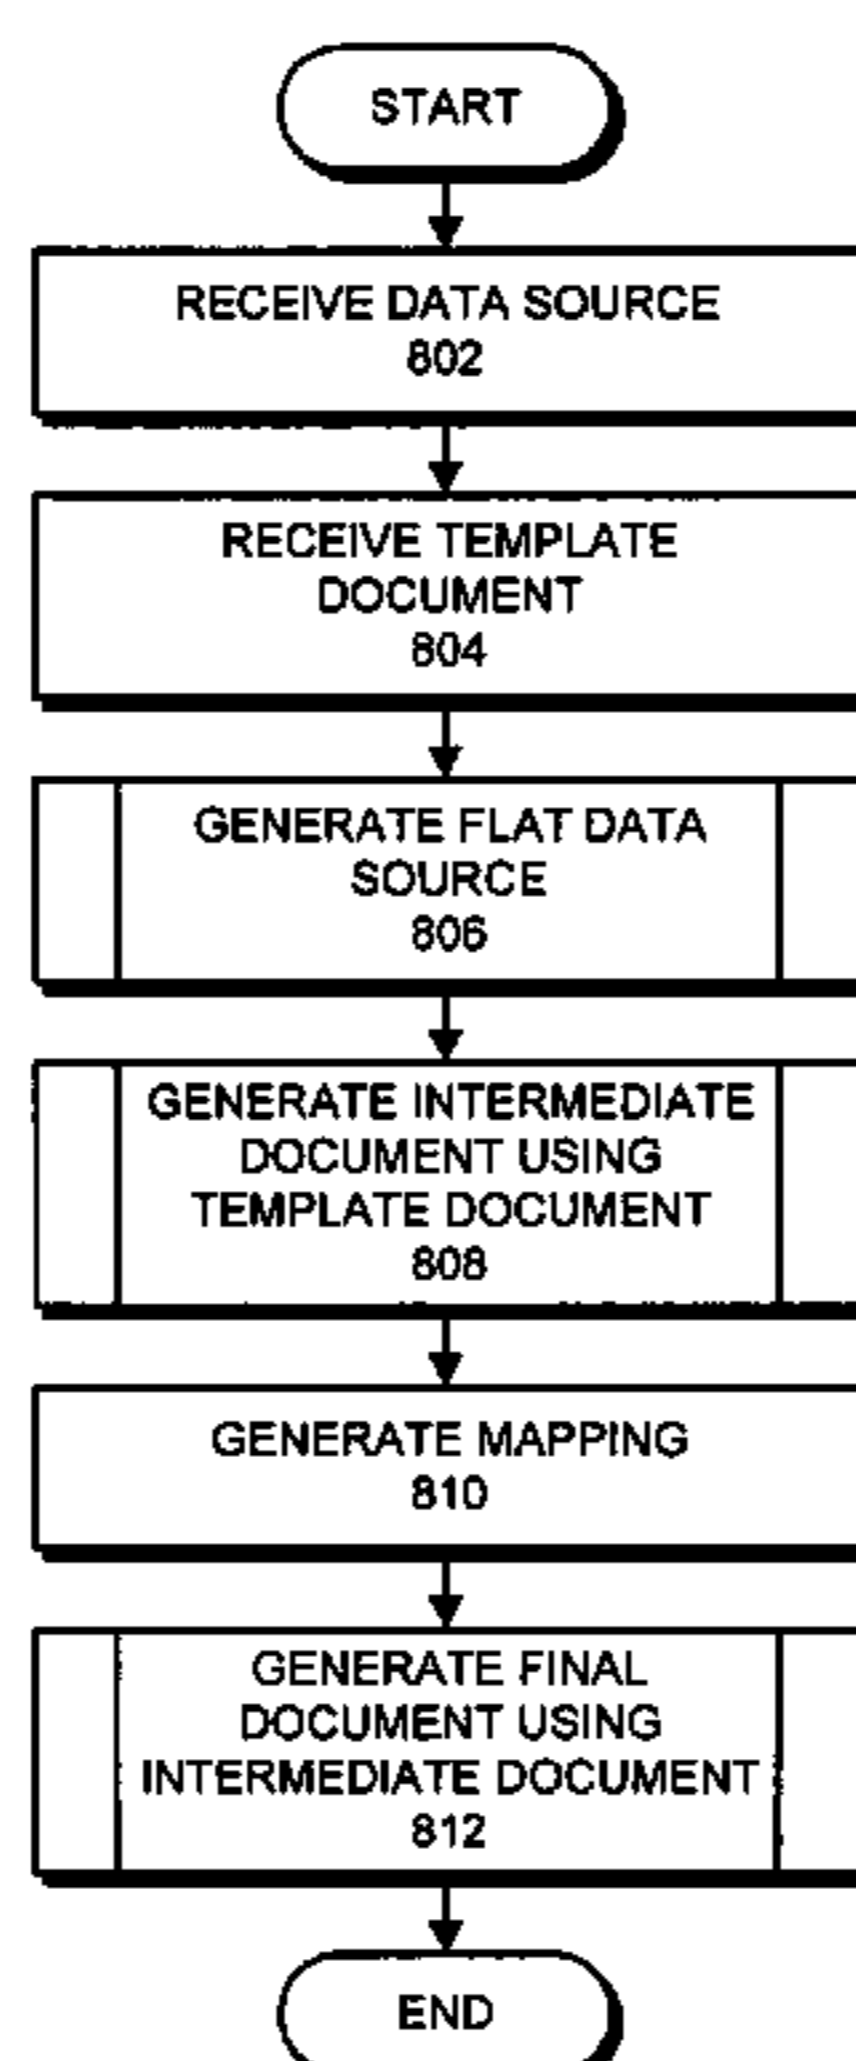 START
RECEIVE DATA SOURCE
802
RECEIVE TEMPLATE
DOCUMENT
804
GENERATE FLAT DATA
SOURCE
806
GENERATE INTERMEDIATE
DOCUMENT USING
TEMPLATE DOCUMENT
808
GENERATE MAPPING
810
GENERATE FINAL
DOCUMENT USING
INTERMEDIATE DOCUMENT
812
END